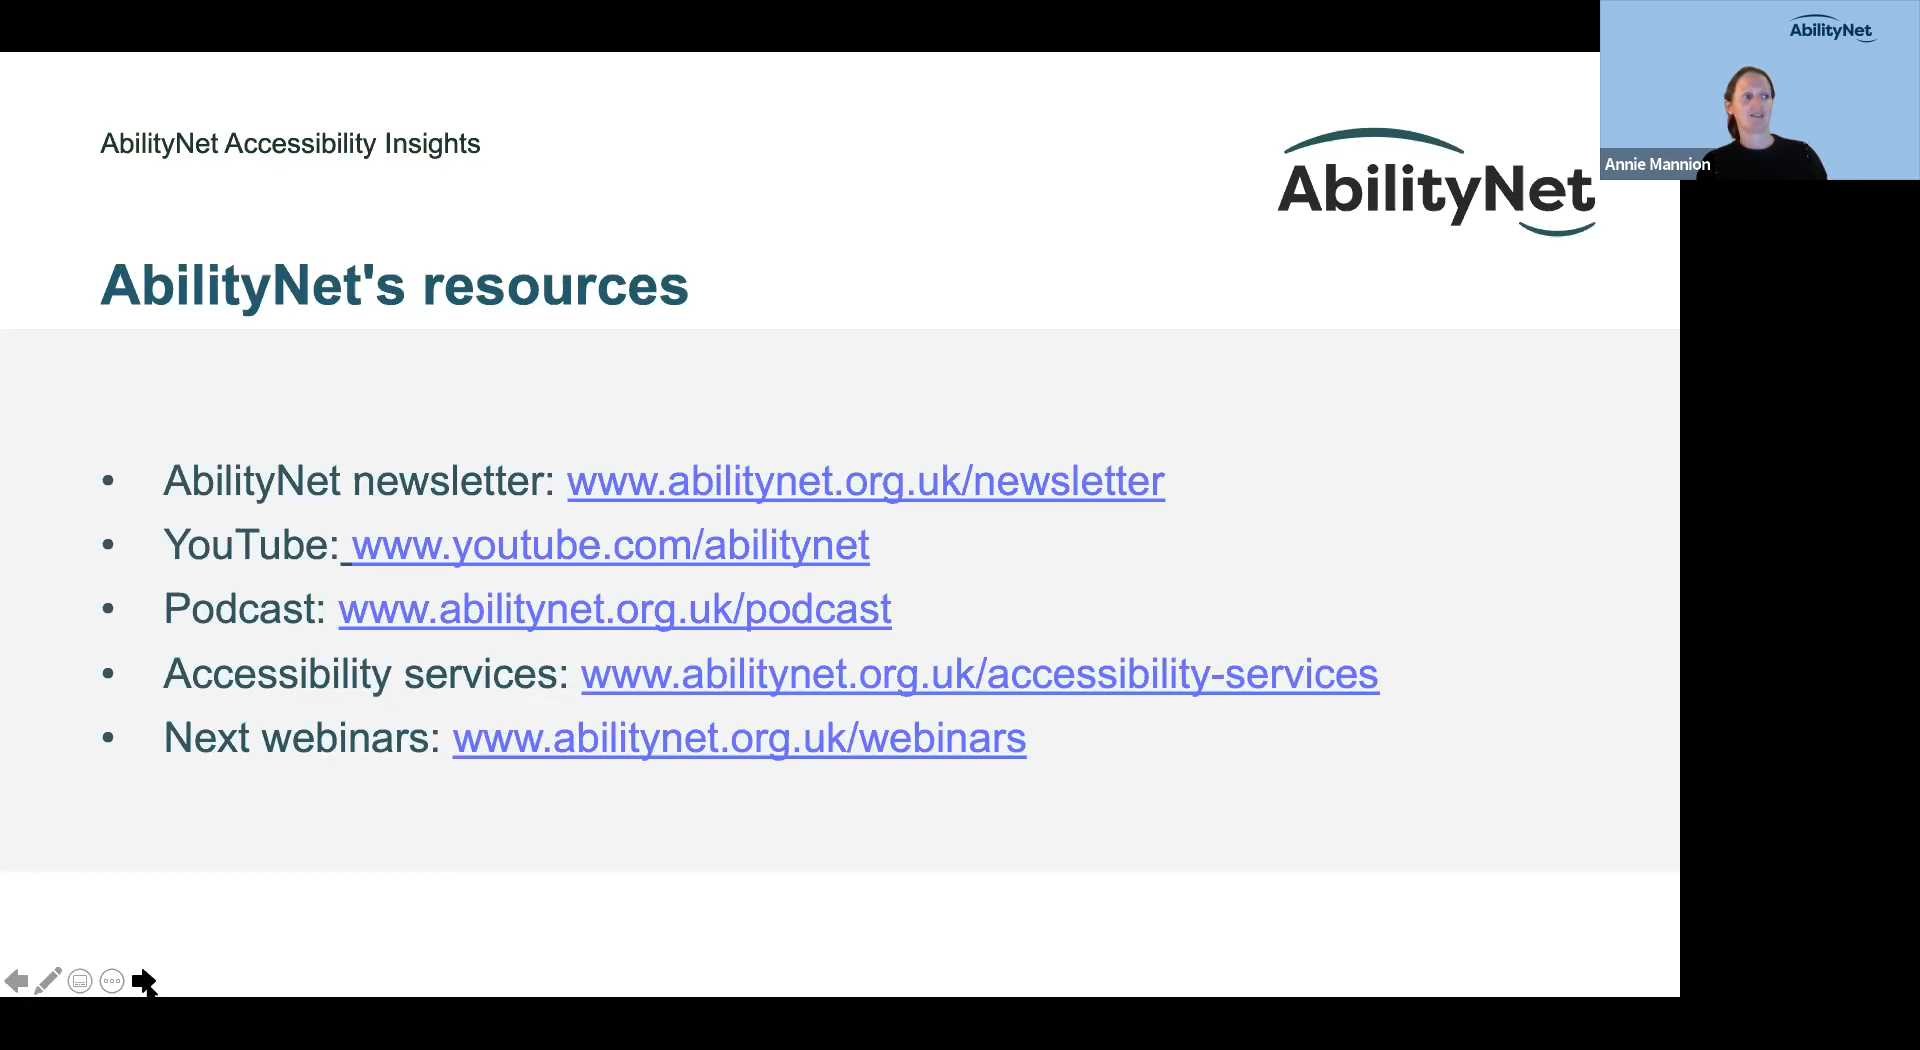 AbilityNet
Annie Mannion
AbilityNet Accessibility Insights
AbilityNet
AbilityNet's resources
• AbilityNet newsletter: www.abilitynet.org.uk/newsletter
• YouTube: www.youtube.com/abilitynet
• Podcast: www.abilitynet.org.uk/podcast
• Accessibility services: www.abilitynet.org.uk/accessibility-services
• Next webinars: www.abilitynet.org.uk/webinars